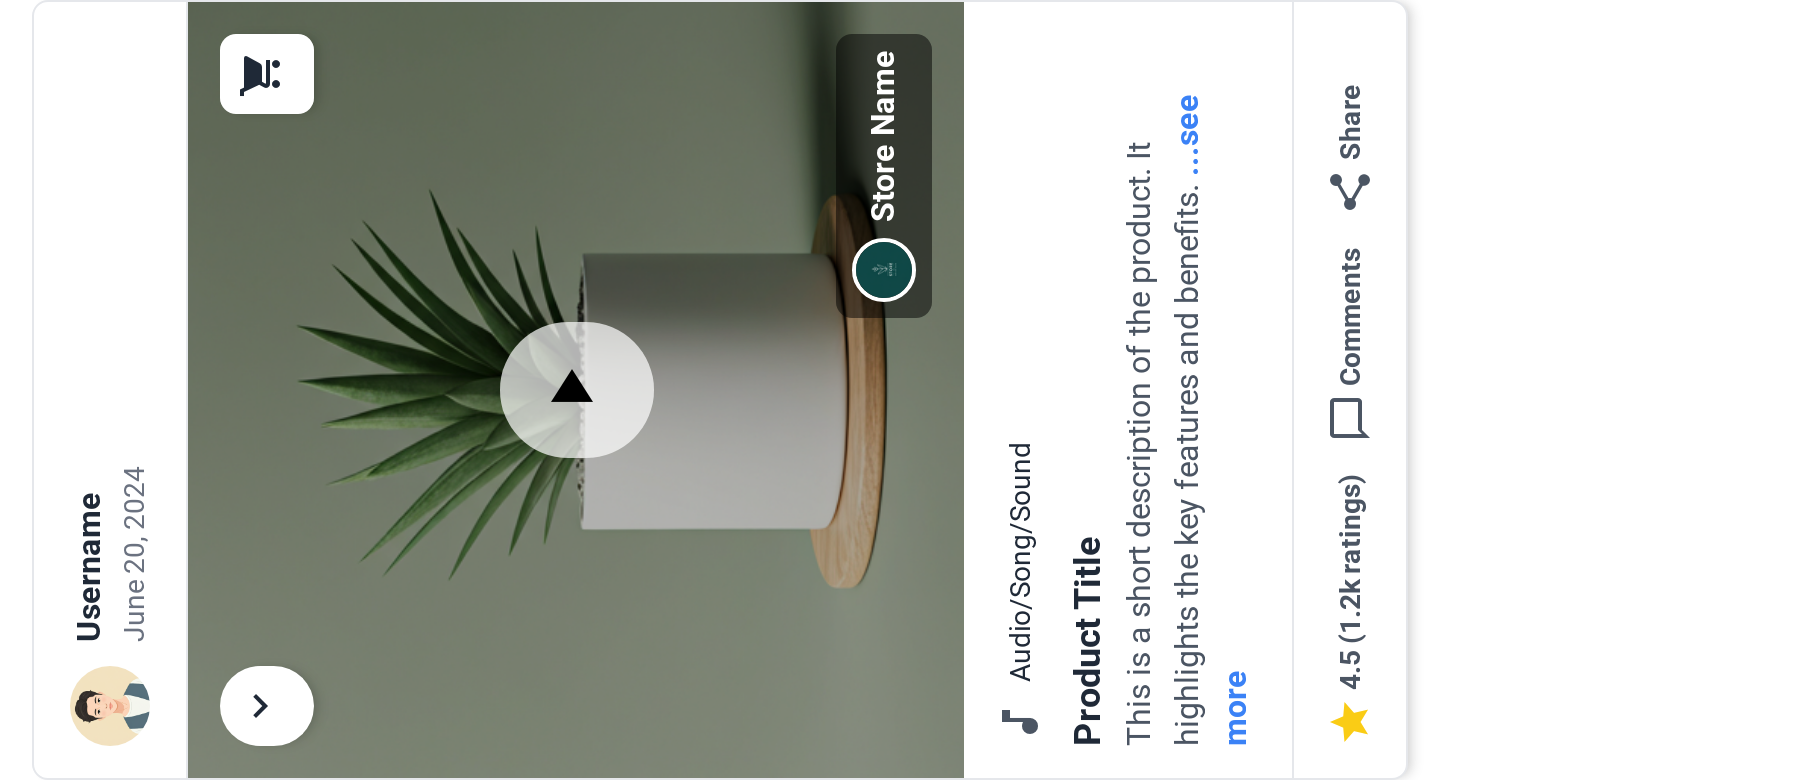 Username
June 20, 2024
Store Name
Audio/Song/Sound
Product Title
This is a short description of the product. It
highlights the key features and benefits. ...see
more
4.5 (1.2k ratings)
Comments
Share